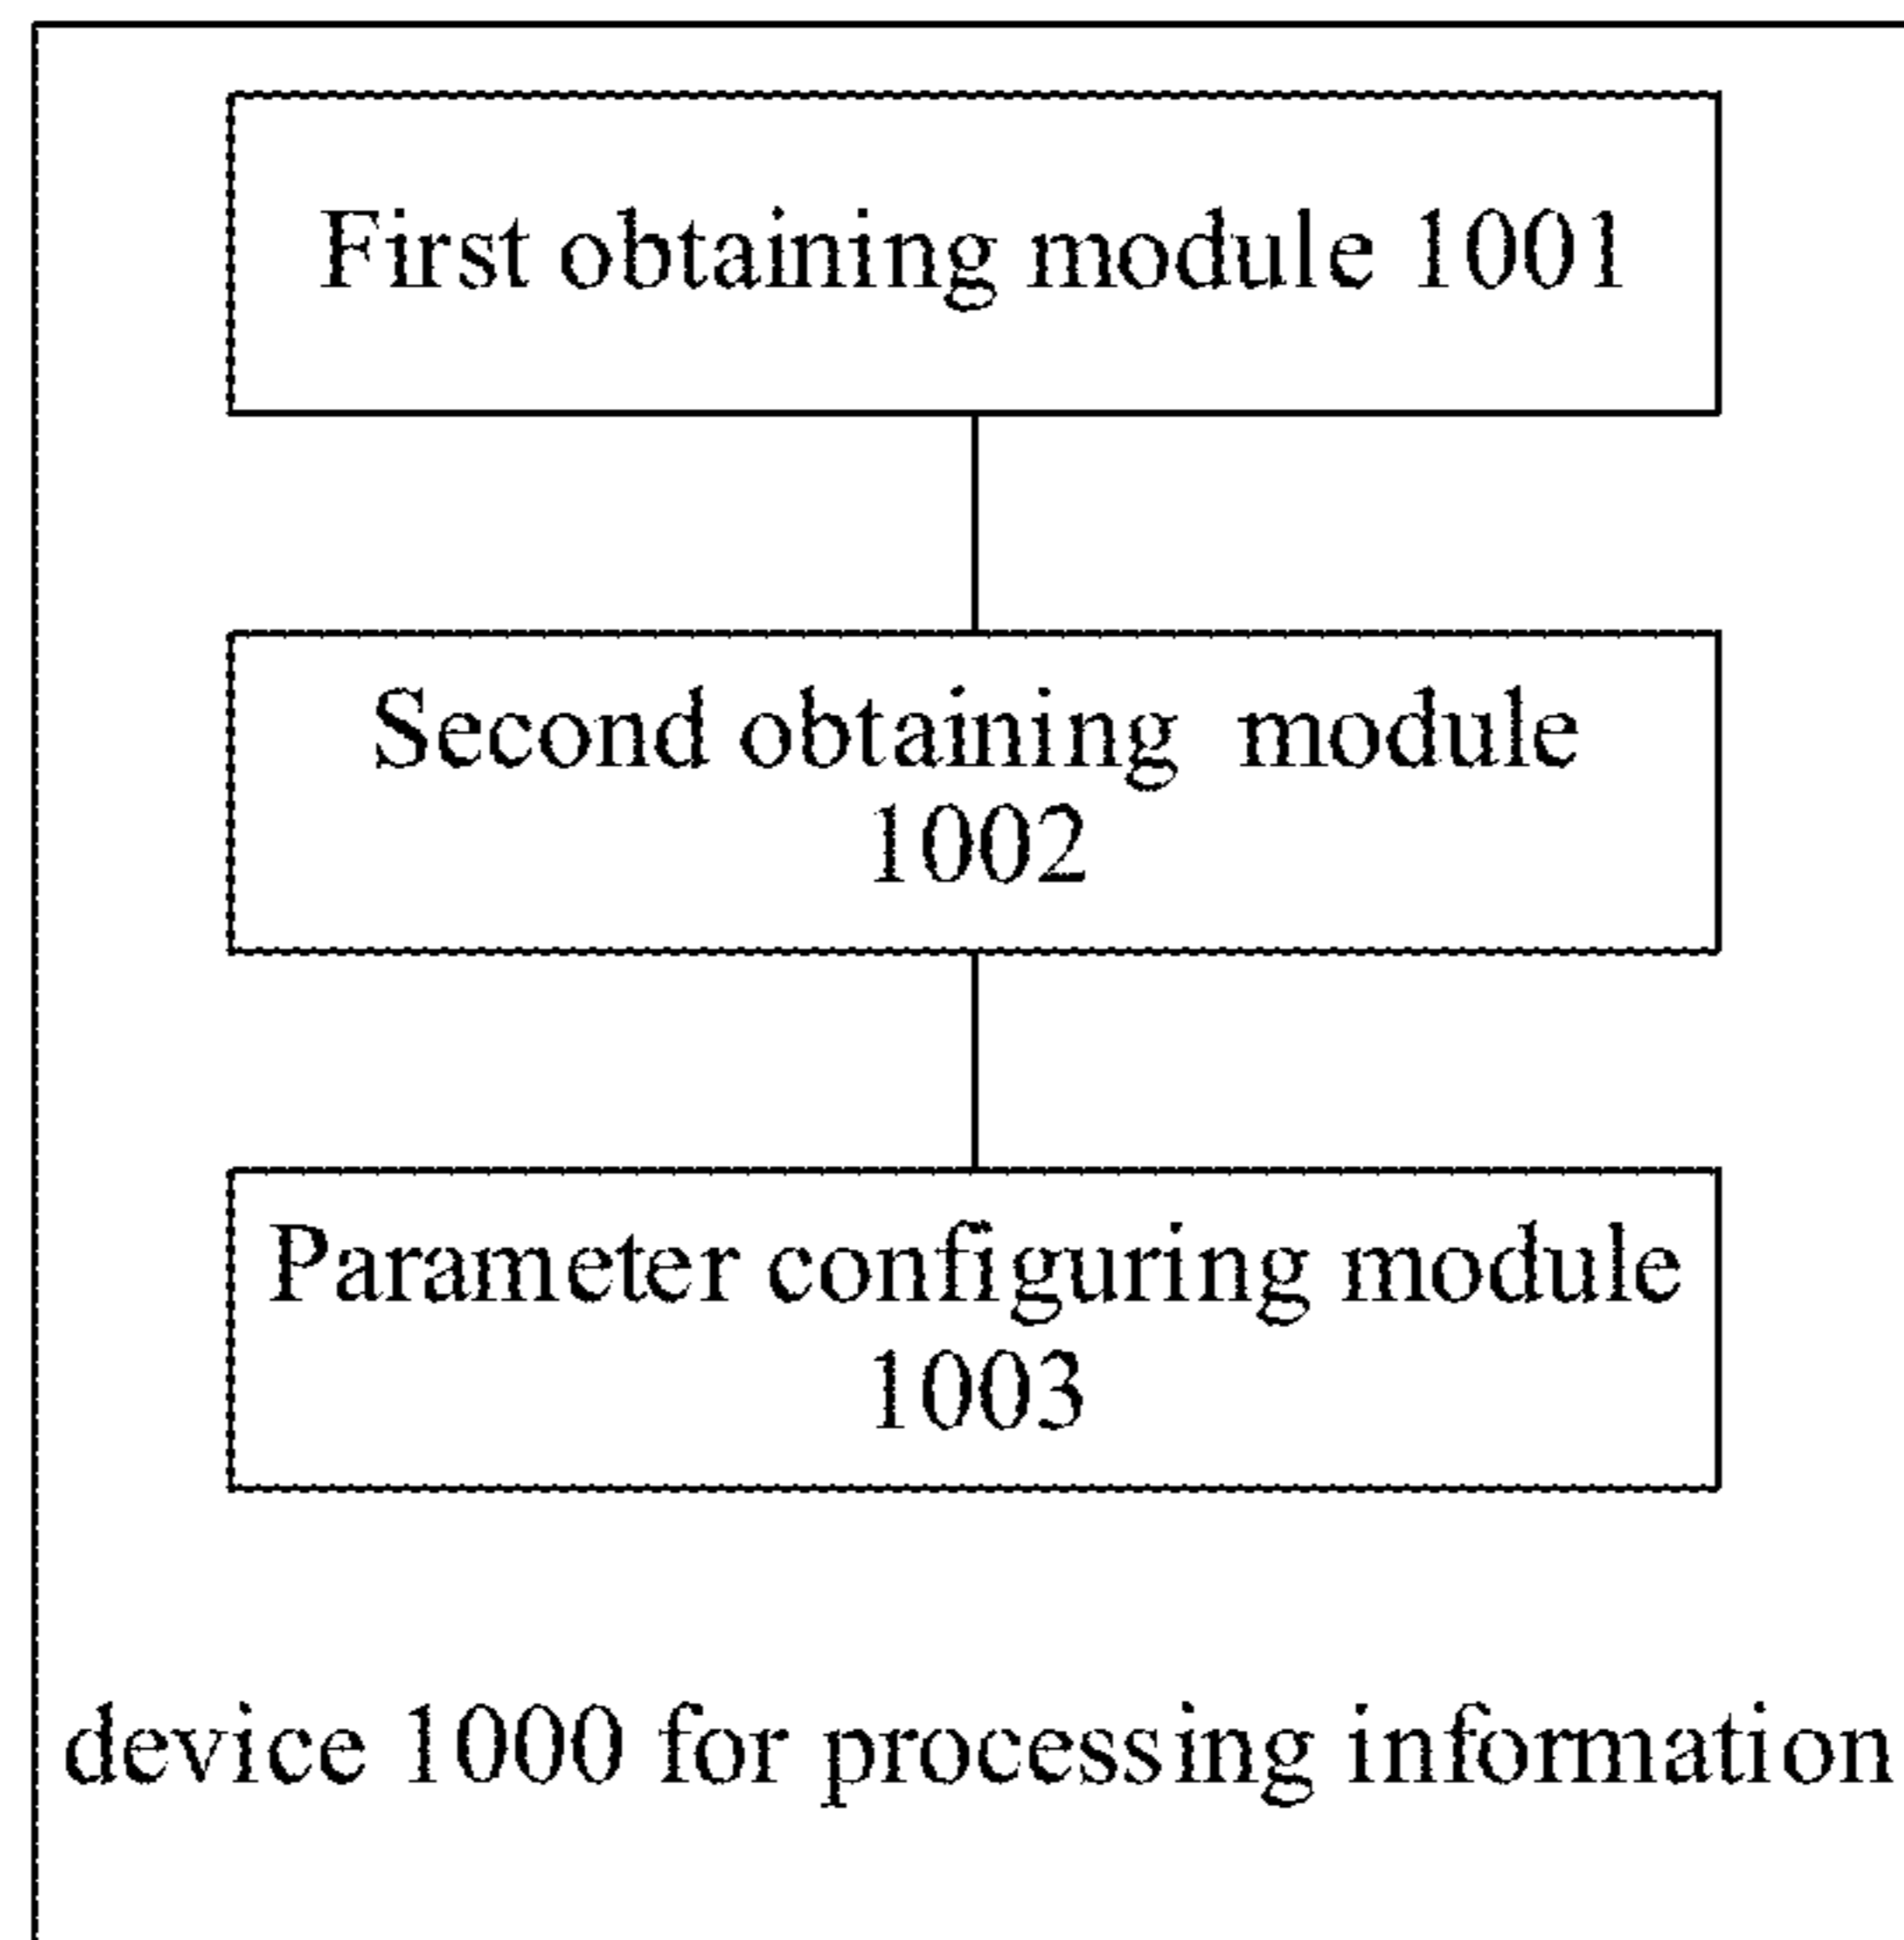 First obtaining module 1001
Second obtaining module
1002
Parameter configuring module
1003
device 1000 for processing information